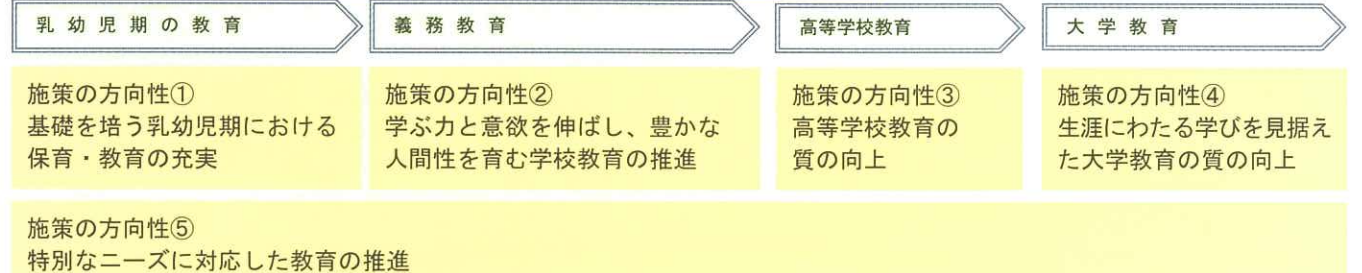 乳幼児期の教育
義務教育
高等学校教育
大学教育
施策の方向性①
基礎を培う乳幼児期における
保育・教育の充実
施策の方向性②
学ぶ力と意欲を伸ばし、豊かな
人間性を育む学校教育の推進
施策の方向性③
高等学校教育の
質の向上
施策の方向性④
生涯にわたる学びを見据え
た大学教育の質の向上
施策の方向性⑤
特別なニーズに対応した教育の推進